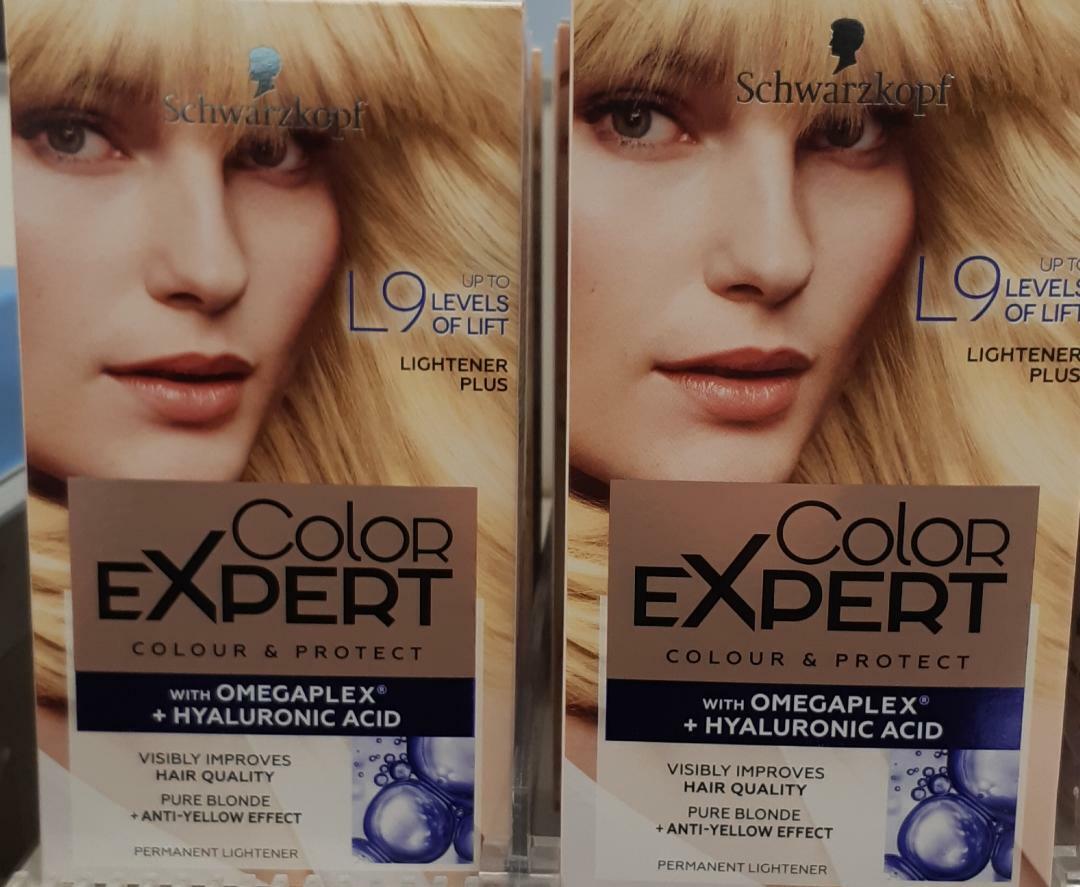 Schwarzkopf
L9 UP TO
LEVELS
OF LIFT
LIGHTENER
PLUS
Color
EXPERT
COLOUR & PROTECT
WITH OMEGAPLEX®
+ HYALURONIC ACID
VISIBLY IMPROVES
HAIR QUALITY
PURE BLONDE
+ ANTI-YELLOW EFFECT
PERMANENT LIGHTENER
Schwarzkopf
L9 UP TO
LEVELS
OF LIFT
LIGHTENER
PLUS
Color
EXPERT
COLOUR & PROTECT
WITH OMEGAPLEX®
+ HYALURONIC ACID
VISIBLY IMPROVES
HAIR QUALITY
PURE BLONDE
+ ANTI-YELLOW EFFECT
PERMANENT LIGHTENER